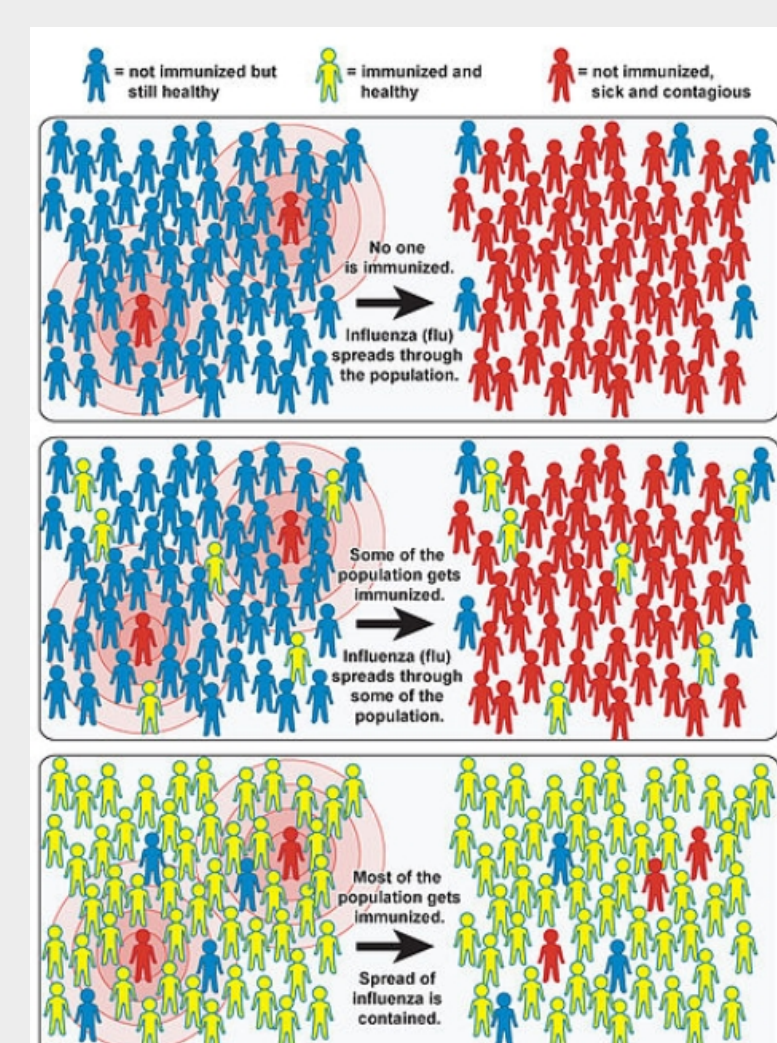 = not immunized but
still healthy
= immunized and
healthy
= not immunized,
sick and contagious
No one
is immunized.
Influenza (flu)
spreads through
the population.
Some of the
population gets
immunized.
Influenza (flu)
spreads through
some of the
population.
Most of the
population gets
immunized.
Spread of
influenza is
contained.